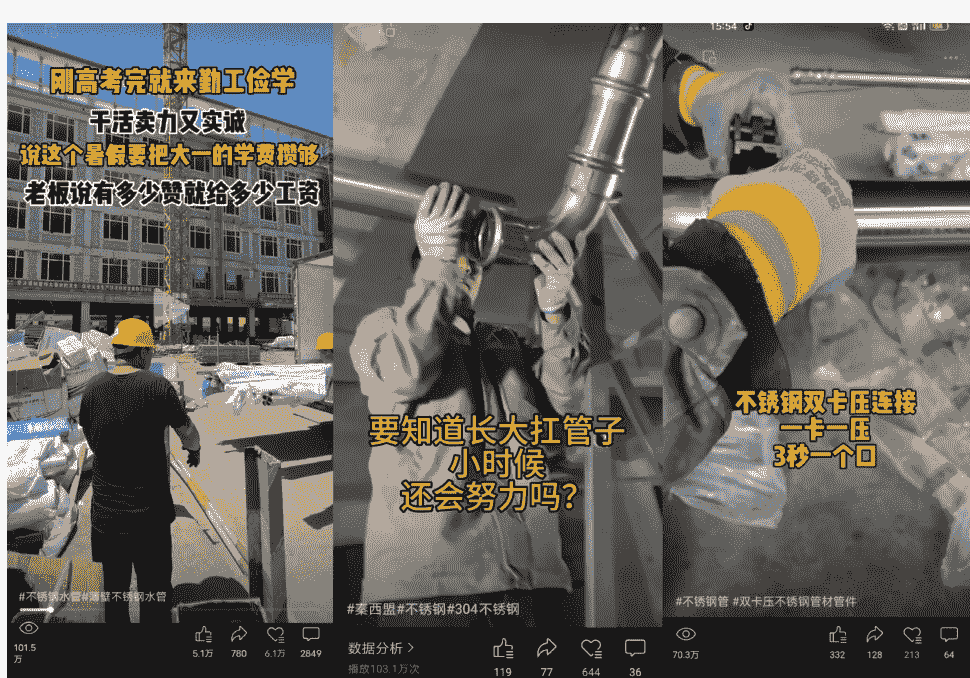 刚高考完就来勤工俭学
干活卖力又实诚
说这个暑假要把大一的学费攒够
老板说有多少赞就给多少工资
#不锈钢水管#薄壁不锈钢水管
101.5
万
5.1万
780
6.1万
2849
要知道长大扛管子
小时候
还会努力吗?
#秦西盟#不锈钢#304不锈钢
数据分析
播放103.1万次
119
77
644
36
15:54
不锈钢双卡压连接
一卡一压
3秒一个口
#不锈钢管 #双卡压不锈钢管材管件
70.3万
332
128
213
64